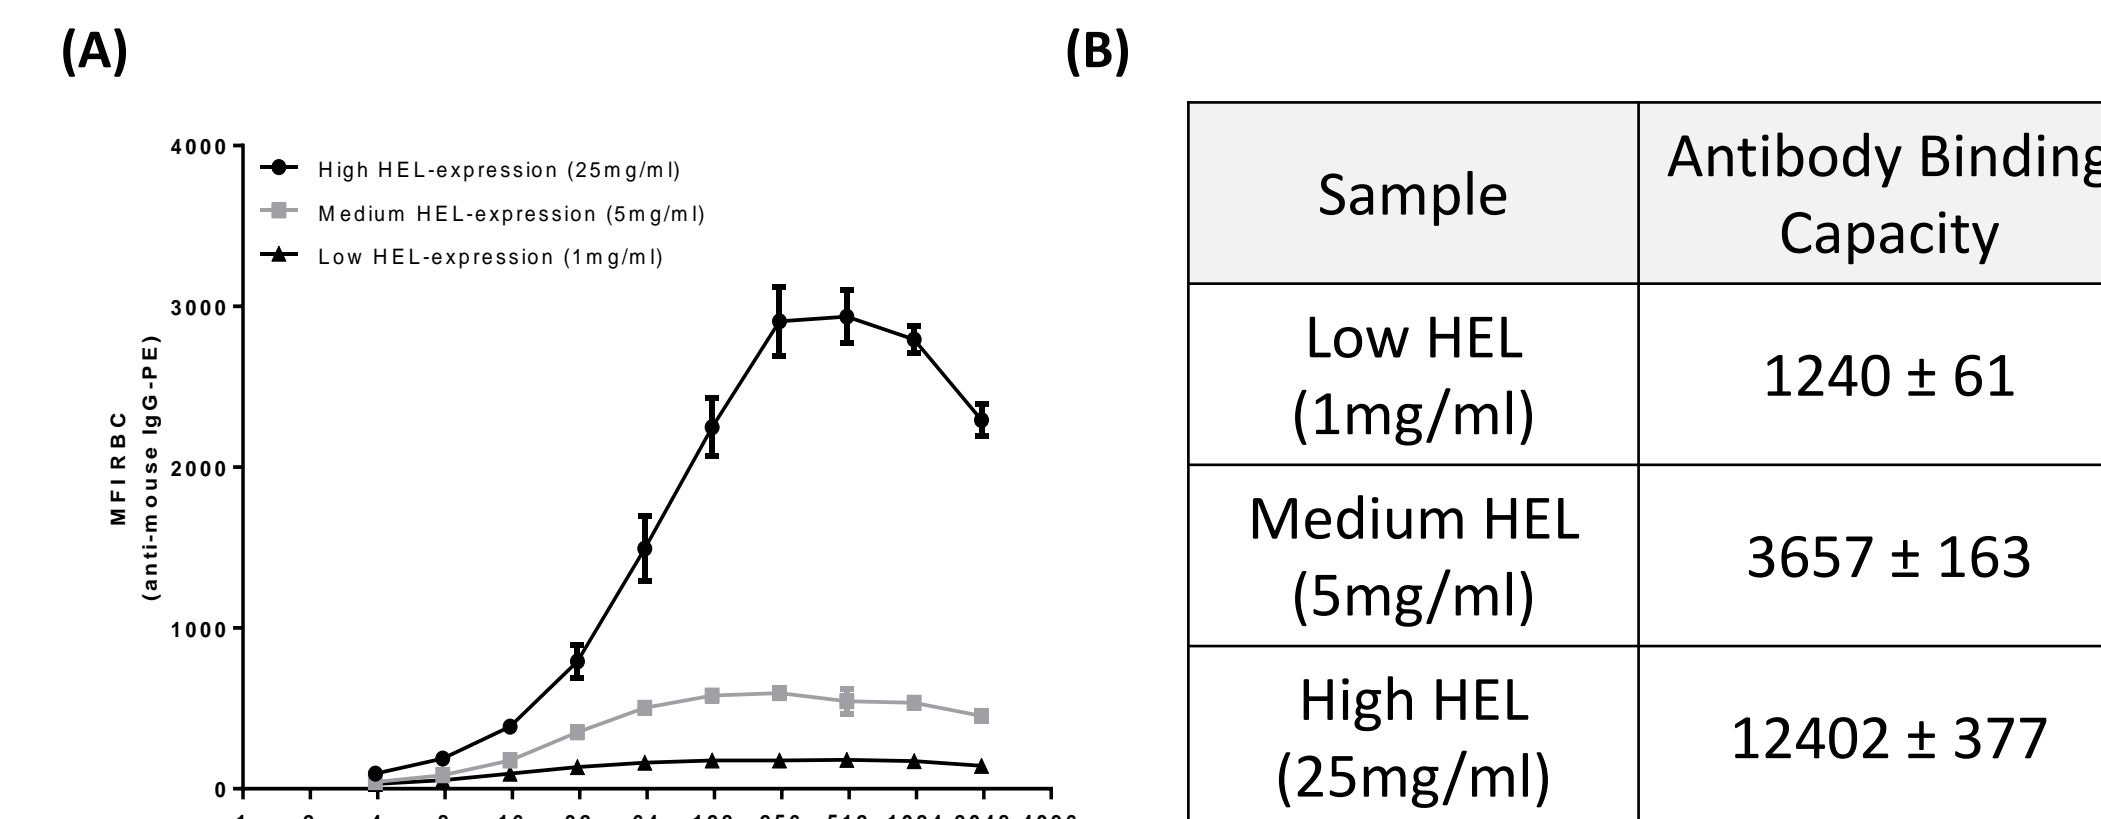 (A)
4000
High HEL-expression (25mg/ml)
Medium HEL-expression (5mg/ml)
Low HEL-expression (1mg/ml)
3000
2000
1000
0
MFI RBC
(anti-mouse IgG-PE)
(B)
Sample
Antibody Binding
Capacity
Low HEL
(1mg/ml)
1240 ± 61
Medium HEL
(5mg/ml)
3657 ± 163
High HEL
(25mg/ml)
12402 ± 377